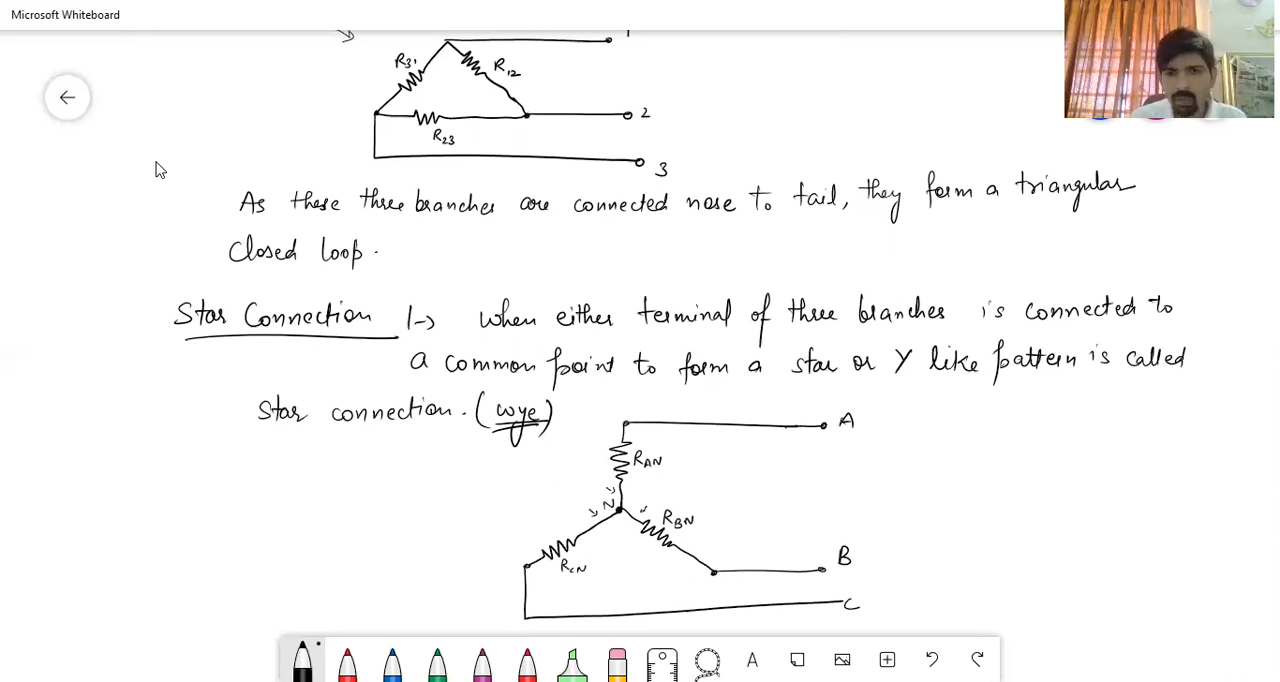 Microsoft Whiteboard
1
R31
R12
2
R23
3
As these three branches are connected nose to tail, they form a triangular
closed loop.
Star Connection :-> when either terminal of three branches is connected to
a common point to form a star or Y like pattern is called
star connection. (wye)
A
RAN
N
RBN
B
RCN
C
A